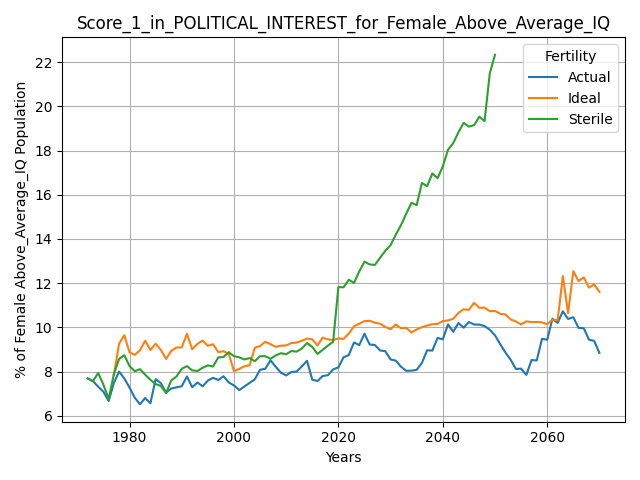 Score_1_in_POLITICAL_INTEREST_for_Female_Above_Average_IQ
% of Female Above_Average_IQ Population
22
20
18
16
14
12
10
8
6
Fertility
Actual
Ideal
Sterile
1980 2000 2020 2040 2060
Years